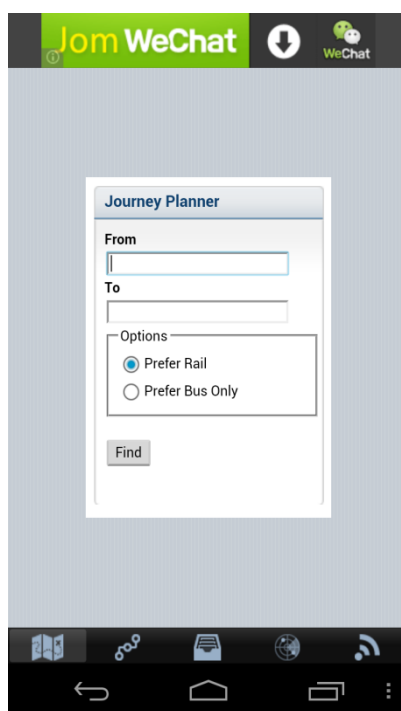 Jom WeChat
WeChat
Journey Planner
From
To
Options
Prefer Rail
Prefer Bus Only
Find